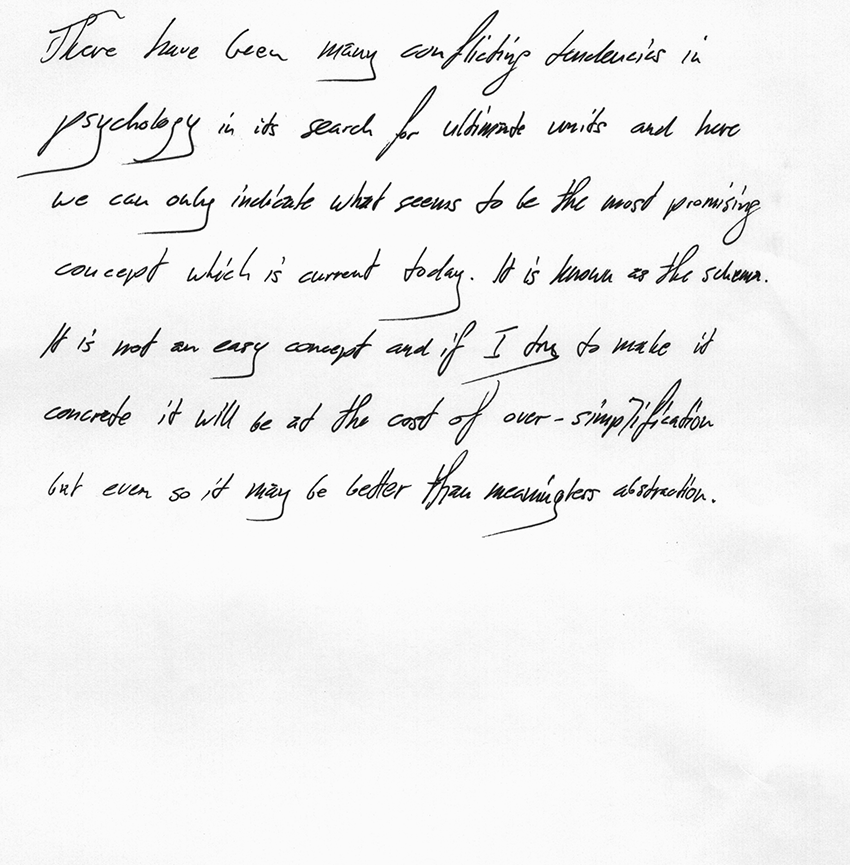 There have been many conflicting tendencies in
psychology in its search for ultimate units and here
we can only indicate what seems to be the most promising
concept which is current today. It is known as the schema.
It is not an easy concept and if I try to make it
concrete it will be at the cost of over-simplification
but even so it may be better than meaningless abstraction.